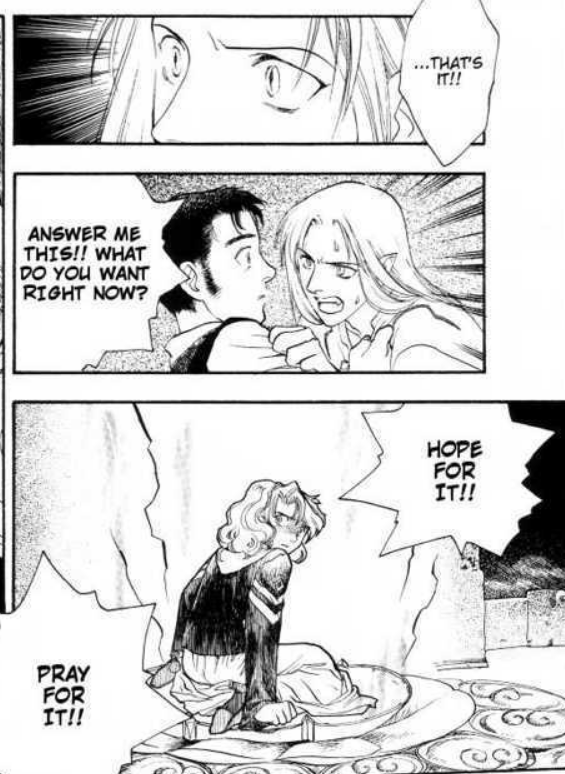 ...THAT'S
IT!!
ANSWER ME
THIS!! WHAT
DO YOU WANT
RIGHT NOW?
HOPE
FOR
IT!!
PRAY
FOR
IT!!